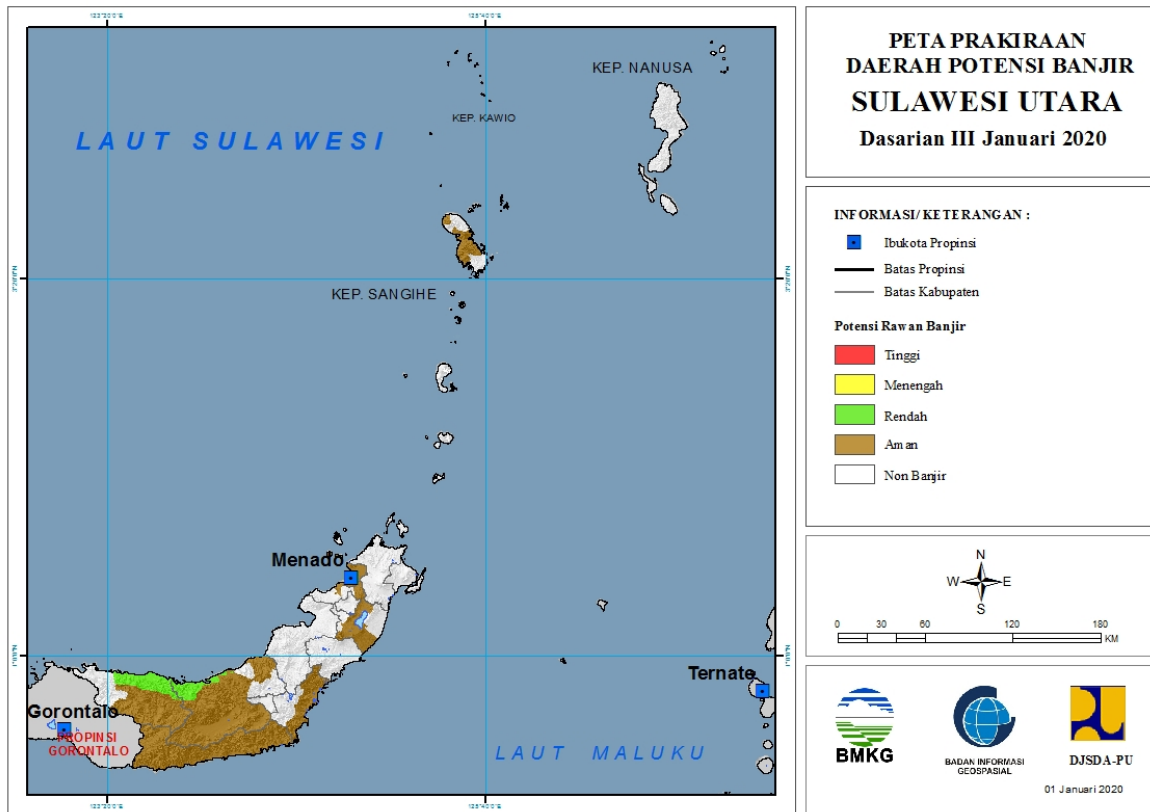 PETA PRAKIRAAN
DAERAH POTENSI BANJIR
SULAWESI UTARA
Dasarian III Januari 2020
KEP. NANUSA
KEP. KAWIO
LAUT SULAWESI
KEP. SANGIHE
Menado
Ternate
Gorontalo
PROPINSI
GORONTALO
LAUT MALUKU
INFORMASI/ KETERANGAN :
Ibukota Propinsi
Batas Propinsi
Batas Kabupaten
Potensi Rawan Banjir
Tinggi
Menengah
Rendah
Aman
Non Banjir
N
W
E
S
0 30 60 120 180
KM
BMKG
BADAN INFORMASI
GEOSPASIAL
DJSDA-PU
01 Januari 2020